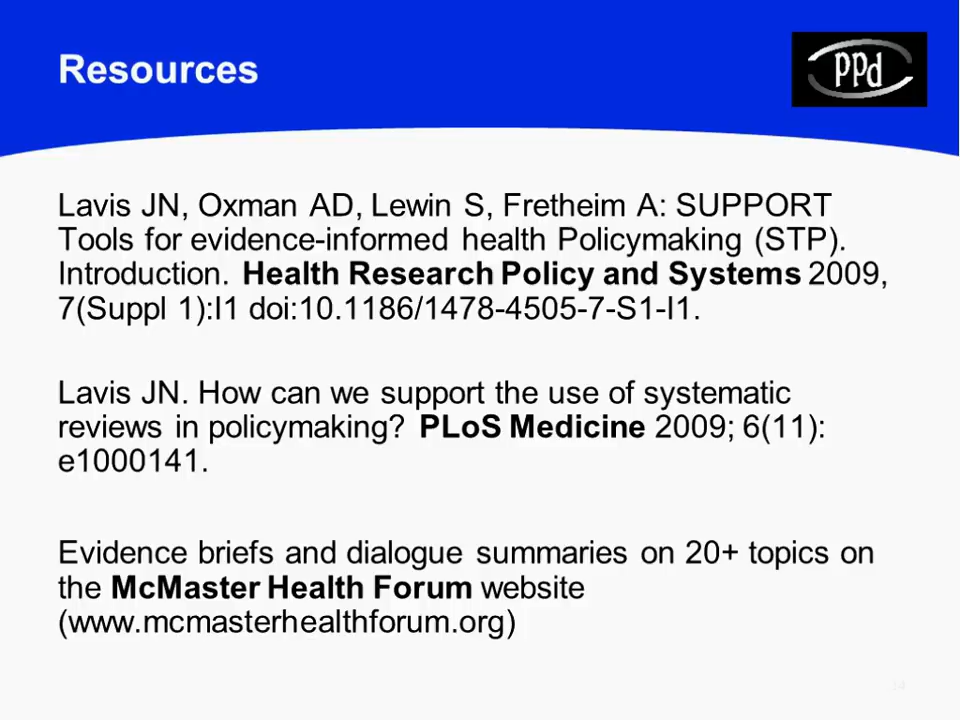 Resources
PPd
Lavis JN, Oxman AD, Lewin S, Fretheim A: SUPPORT
Tools for evidence-informed health Policymaking (STP).
Introduction. Health Research Policy and Systems 2009,
7(Suppl 1):I1 doi:10.1186/1478-4505-7-S1-I1.
Lavis JN. How can we support the use of systematic
reviews in policymaking? PLoS Medicine 2009; 6(11):
e1000141.
Evidence briefs and dialogue summaries on 20+ topics on
the McMaster Health Forum website
(www.mcmasterhealthforum.org)